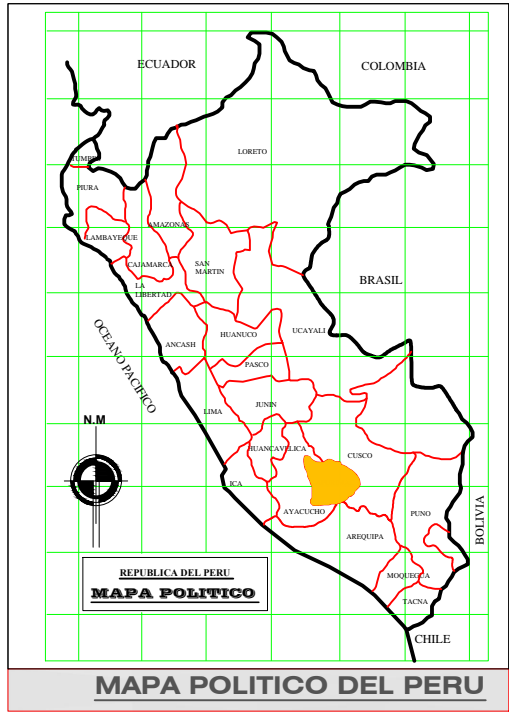 ECUADOR
COLOMBIA
LORETO
TUMBE
PIURA
AMAZONAS
LAMBAYEQUE
CAJAMARCA
SAN
MARTIN
BRASIL
LA
LIBERTAD
OCEANO PACIFICO
HUANUCO
UCAYALI
ANCASH
PASCO
JUNIN
LIMA
N.M
HUANCAVELICA
CUSCO
ICA
AYACUCHO
PUNO
BOLIVIA
AREQUIPA
MOQUEGUA
TACNA
REPUBLICA DEL PERU
MAPA POLITICO
CHILE
MAPA POLITICO DEL PERU